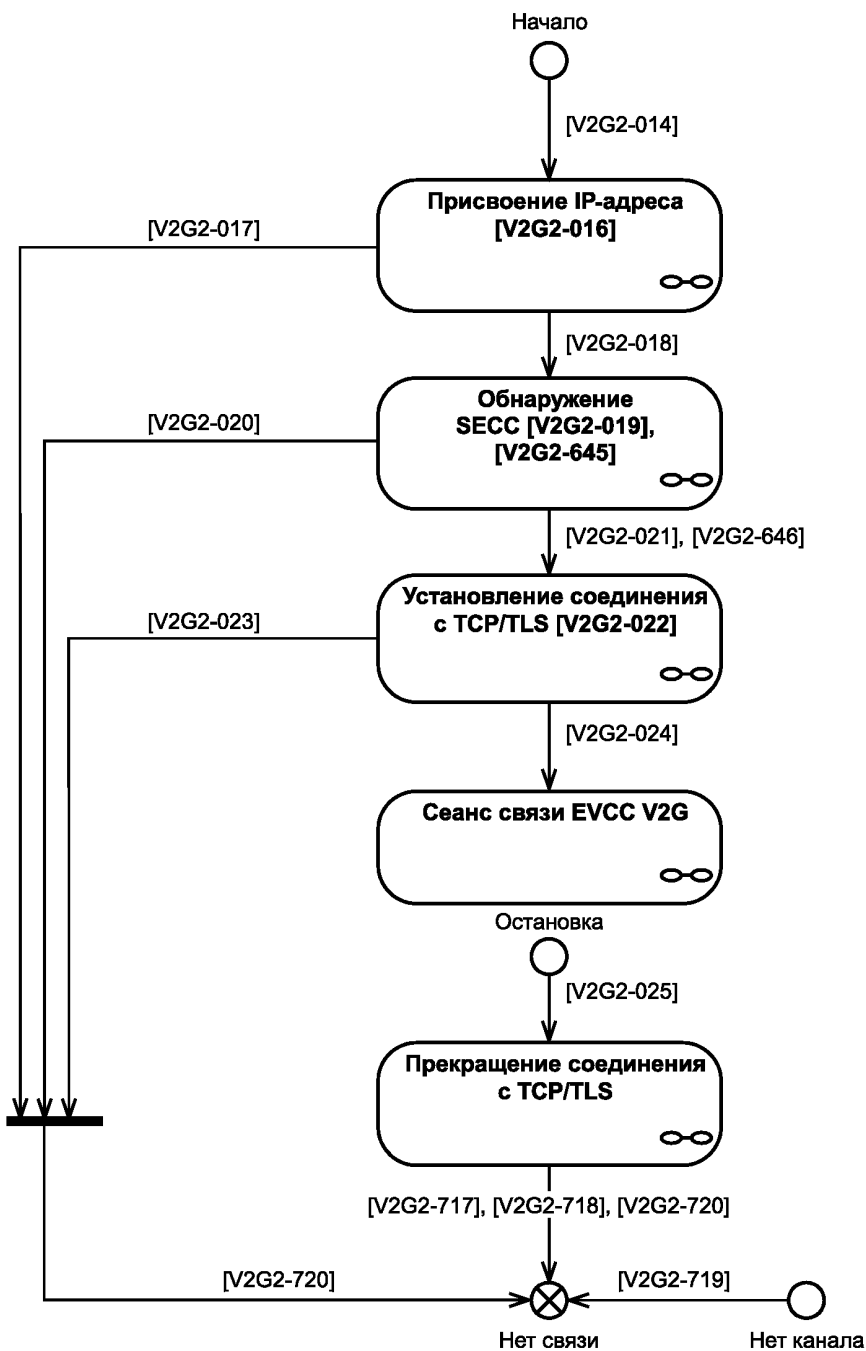 Начало
[V2G2-014]
Присвоение IP-адреса
[V2G2-016]
[V2G2-017]
[V2G2-018]
Обнаружение
SECC [V2G2-019],
[V2G2-645]
[V2G2-020]
[V2G2-021], [V2G2-646]
Установление соединения
с TCP/TLS [V2G2-022]
[V2G2-023]
[V2G2-024]
Сеанс связи EVCC V2G
Остановка
[V2G2-025]
Прекращение соединения
с TCP/TLS
[V2G2-717], [V2G2-718], [V2G2-720]
[V2G2-720]
[V2G2-719]
Нет связи
Нет канала